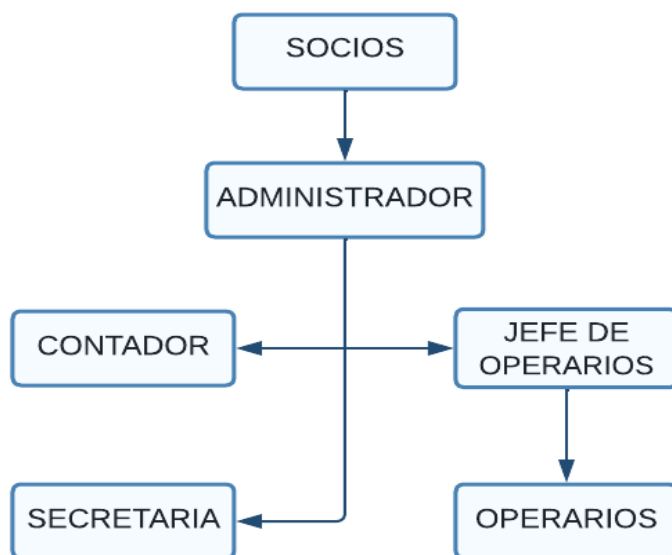 SOCIOS
ADMINISTRADOR
CONTADOR
JEFE DE
OPERARIOS
SECRETARIA
OPERARIOS